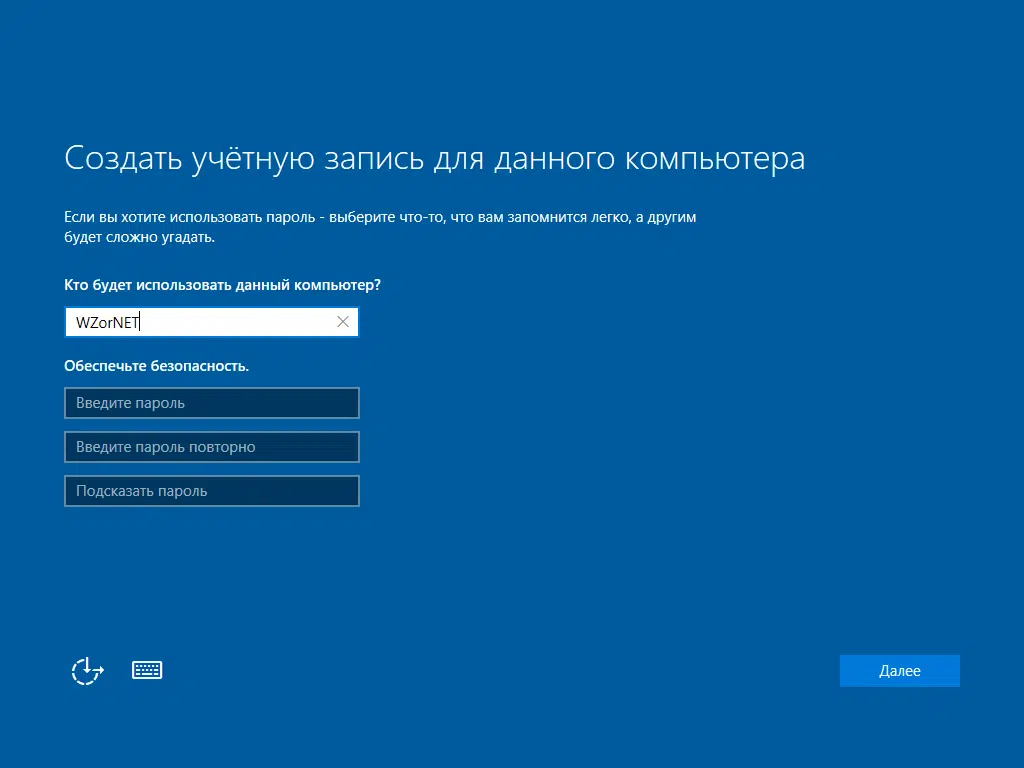 Создать учётную запись для данного компьютера
Если вы хотите использовать пароль - выберите что-то, что вам запомнится легко, а другим
будет сложно угадать.
Кто будет использовать данный компьютер?
WZorNET
Обеспечьте безопасность.
Введите пароль
Введите пароль повторно
Подсказать пароль
Далее